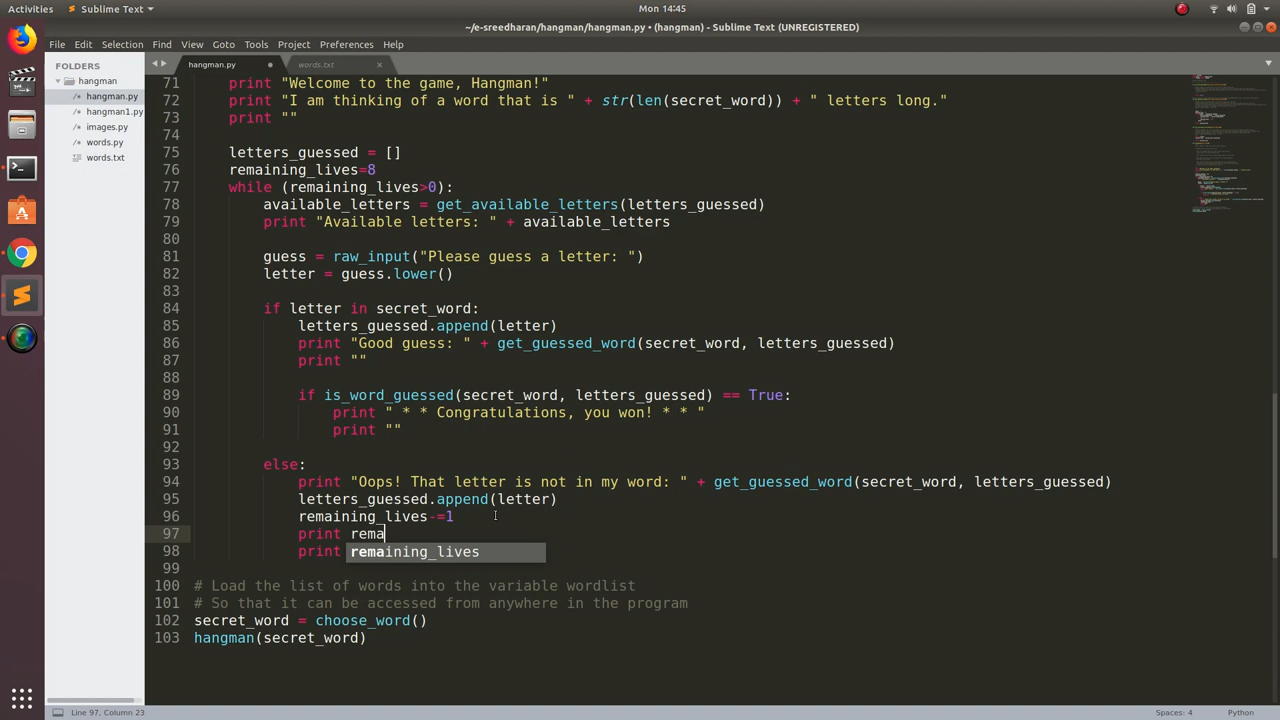 Activities
Sublime Text
Mon 14:45
~/e-sreedharan/hangman/hangman.py • (hangman) - Sublime Text (UNREGISTERED)
File Edit Selection Find View Goto Tools Project Preferences Help
FOLDERS
hangman
hangman.py
hangman1.py
images.py
words.py
words.txt
hangman.py
words.txt
71 print "Welcome to the game, Hangman!"
72 print "I am thinking of a word that is " + str(len(secret_word)) + " letters long."
73 print ""
74
75 letters_guessed = []
76 remaining_lives=8
77 while (remaining_lives>0):
78 available_letters = get_available_letters(letters_guessed)
79 print "Available letters: " + available_letters
80
81 guess = raw_input("Please guess a letter: ")
82 letter = guess.lower()
83
84 if letter in secret_word:
85 letters_guessed.append(letter)
86 print "Good guess: " + get_guessed_word(secret_word, letters_guessed)
87 print ""
88
89 if is_word_guessed(secret_word, letters_guessed) == True:
90 print " * * Congratulations, you won! * * "
91 print ""
92
93 else:
94 print "Oops! That letter is not in my word: " + get_guessed_word(secret_word, letters_guessed)
95 letters_guessed.append(letter)
96 remaining_lives-=1
97 print rema
98 print
remaining_lives
99
100 # Load the list of words into the variable wordlist
101 # So that it can be accessed from anywhere in the program
102 secret_word = choose_word()
103 hangman(secret_word)
Line 97, Column 23
Spaces: 4
Python